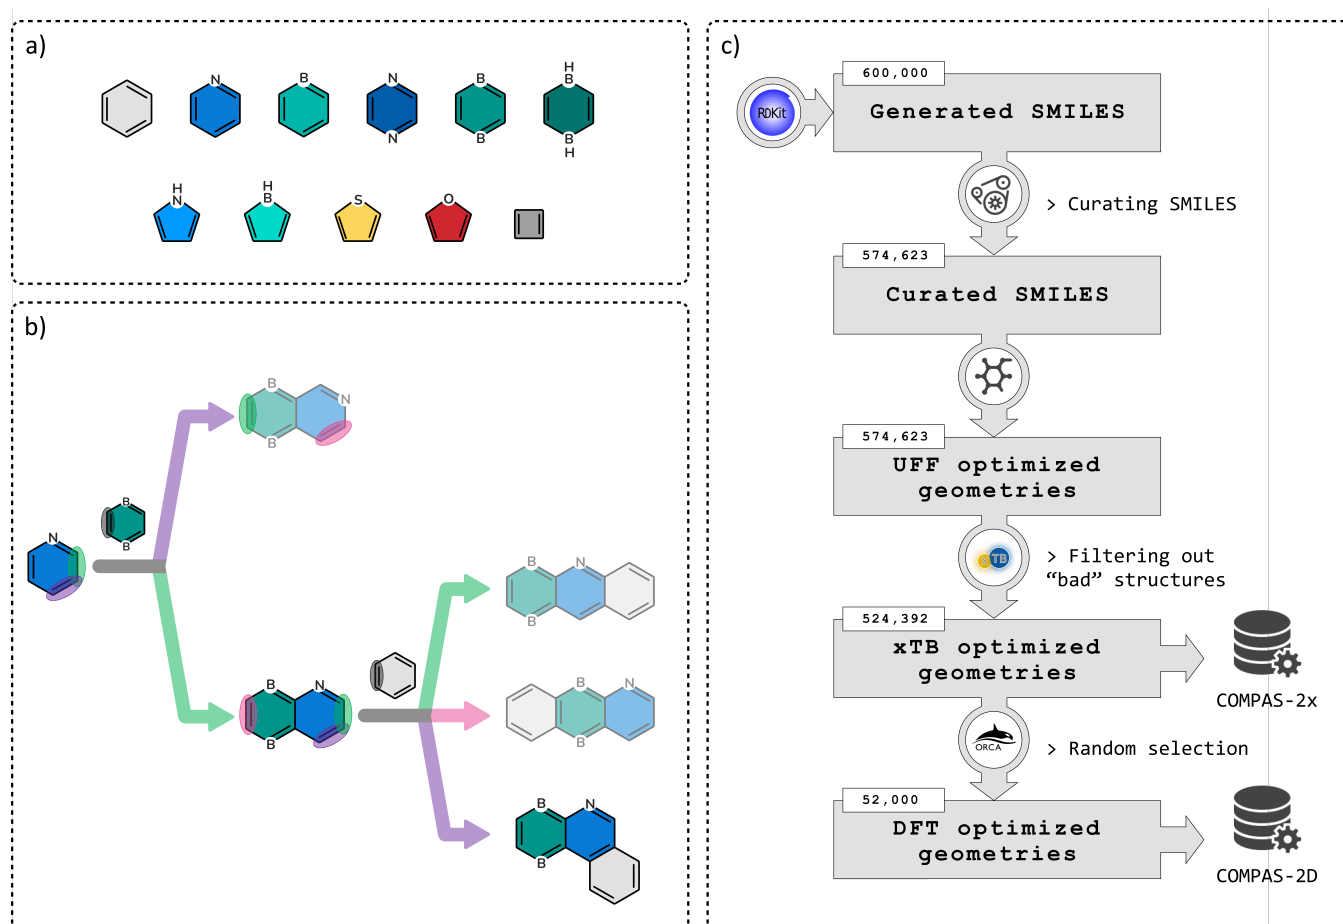 a)
N
B
N
B
H
B
N
B
B
H
H
N
H
B
S
O
b)
B
N
B
B
B
N
B
N
B
B
N
B
B
N
B
B
N
B
c)
600,000
RDKit
Generated SMILES
> Curating SMILES
574,623
Curated SMILES
574,623
UFF optimized
geometries
TB
> Filtering out
“bad” structures
524,392
xTB optimized
geometries
COMPAS-2x
ORCA
> Random selection
52,000
DFT optimized
geometries
COMPAS-2D